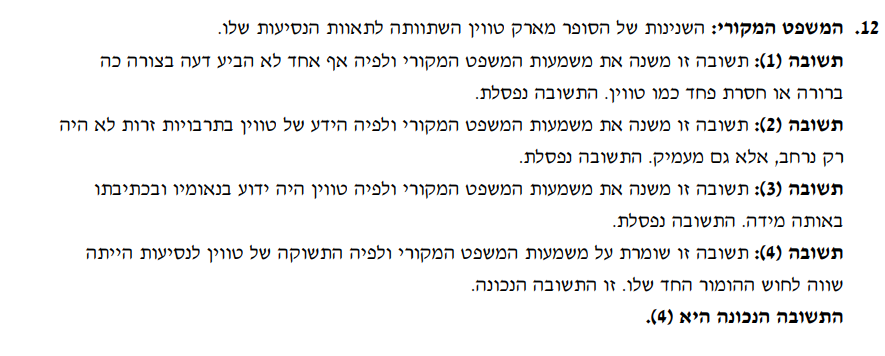 12. המשפט המקורי: השנינות של הסופר מארק טווין השתוותה לתאוות הנסיעות שלו.
תשובה (1): תשובה זו משנה את משמעות המשפט המקורי ולפיה אף אחד לא הביע דעה בצורה כה
ברורה או חסרת פחד כמו טווין. התשובה נפסלת.
תשובה (2): תשובה זו משנה את משמעות המשפט המקורי ולפיה הידע של טווין בתרבויות זרות לא היה
רק נרחב, אלא גם מעמיק. התשובה נפסלת.
תשובה (3): תשובה זו משנה את משמעות המשפט המקורי ולפיה טווין היה ידוע בנאומיו ובכתיבתו
באותה מידה. התשובה נפסלת.
תשובה (4): תשובה זו שומרת על משמעות המשפט המקורי ולפיה התשוקה של טווין לנסיעות הייתה
שווה לחוש ההומור החד שלו. זו התשובה הנכונה.
התשובה הנכונה היא (4).